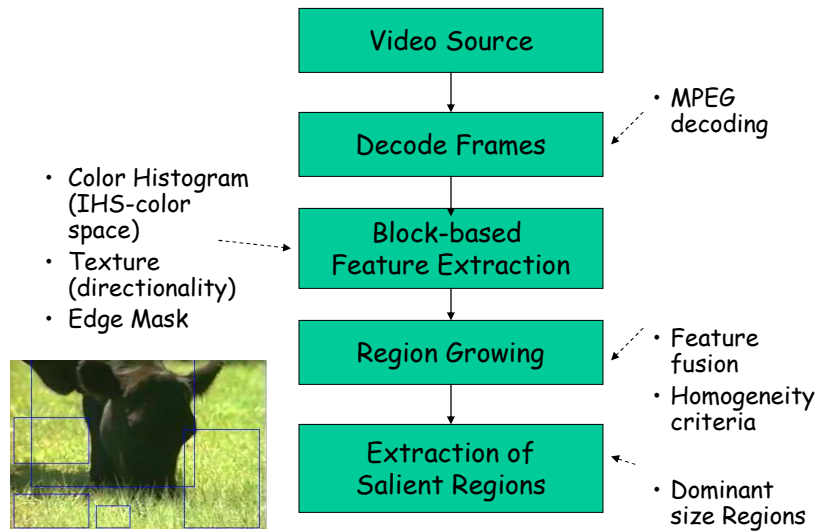 Video Source
• MPEG
decoding
Decode Frames
• Color Histogram
(IHS-color
space)
• Texture
(directionality)
• Edge Mask
Block-based
Feature Extraction
Region Growing
• Feature
fusion
• Homogeneity
criteria
Extraction of
Salient Regions
• Dominant
size Regions